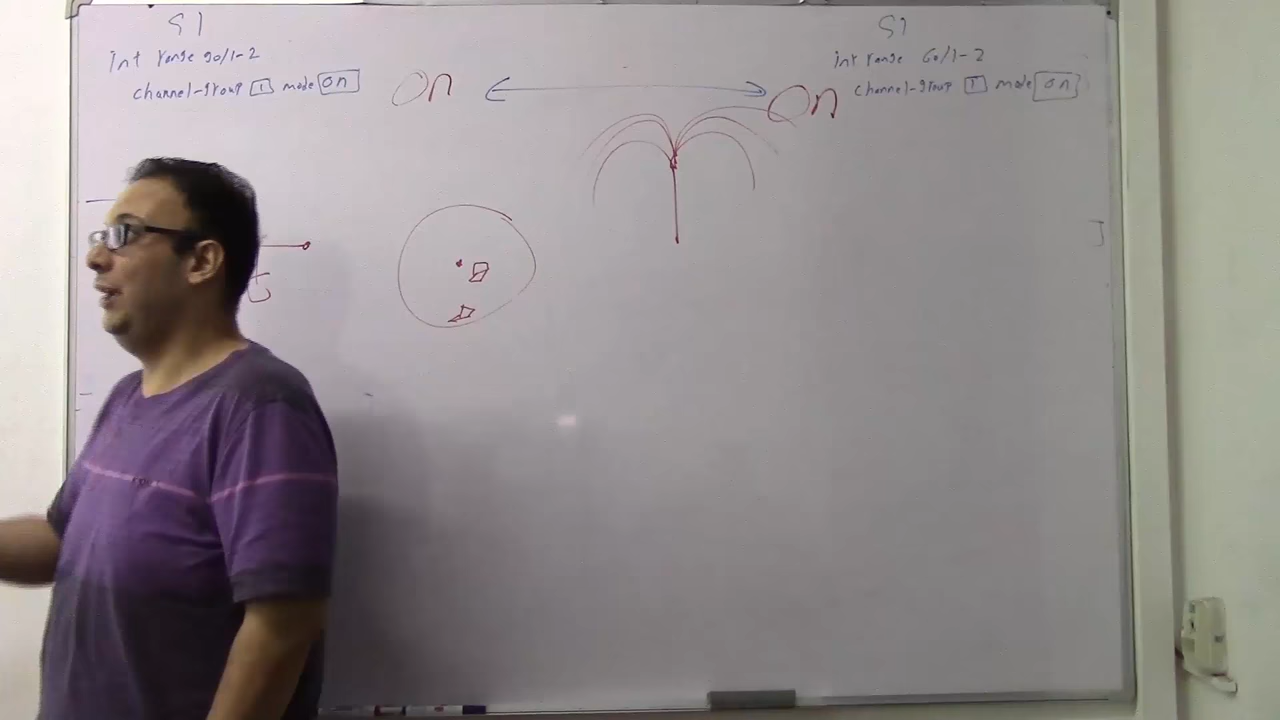 S1
int range g0/1-2
channel-group 1 mode on
On
S1
int range G0/1-2
channel-group 1 mode on
On